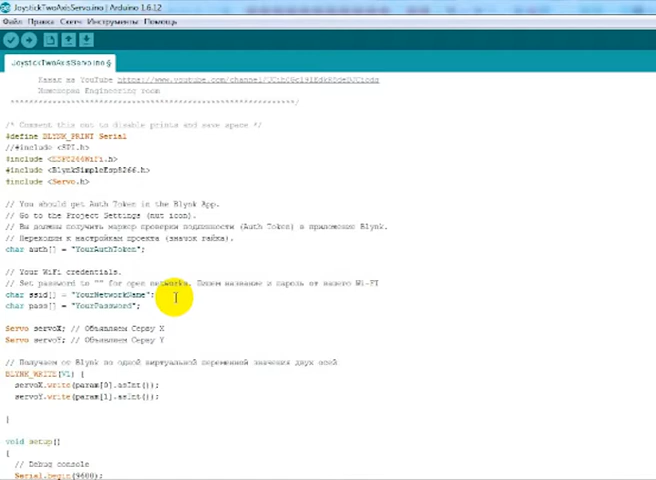 JoystickTwoAxisServo.ino | Arduino 1.6.12
Файл Правка Скетч Инструменты Помощь
JoystickTwoAxisServo.ino §
Канал на YouTube
Engineering room
/* Comment this out to disable prints and save space */
#define BLYNK_PRINT Serial
//#include <SPI.h>
#include <ESP8266WiFi.h>
#include <BlynkSimpleEsp8266.h>
#include <Servo.h>
// You should get Auth Token in the Blynk App.
// Go to the Project Settings (nut icon).
// Вы должны получить маркер проверки подлинности (Auth Token) в приложении Blynk.
// Переходим к настройкам проекта (значок гайка).
char auth[] = "YourAuthToken";
// Your WiFi credentials.
// Set password to "" for open networks. Пишем название и пароль от вашего Wi-FI
char ssid[] = "YourNetworkName";
char pass[] = "YourPassword";
Servo servoX; // Объявляем Серву X
Servo servoY; // Объявляем Серву Y
// Получаем от Blynk по одной виртуальной переменной значения двух осей
BLYNK_WRITE(V1) {
servoX.write(param[0].asInt());
servoY.write(param[1].asInt());
}
void setup()
{
// Debug console
Serial.begin(9600);